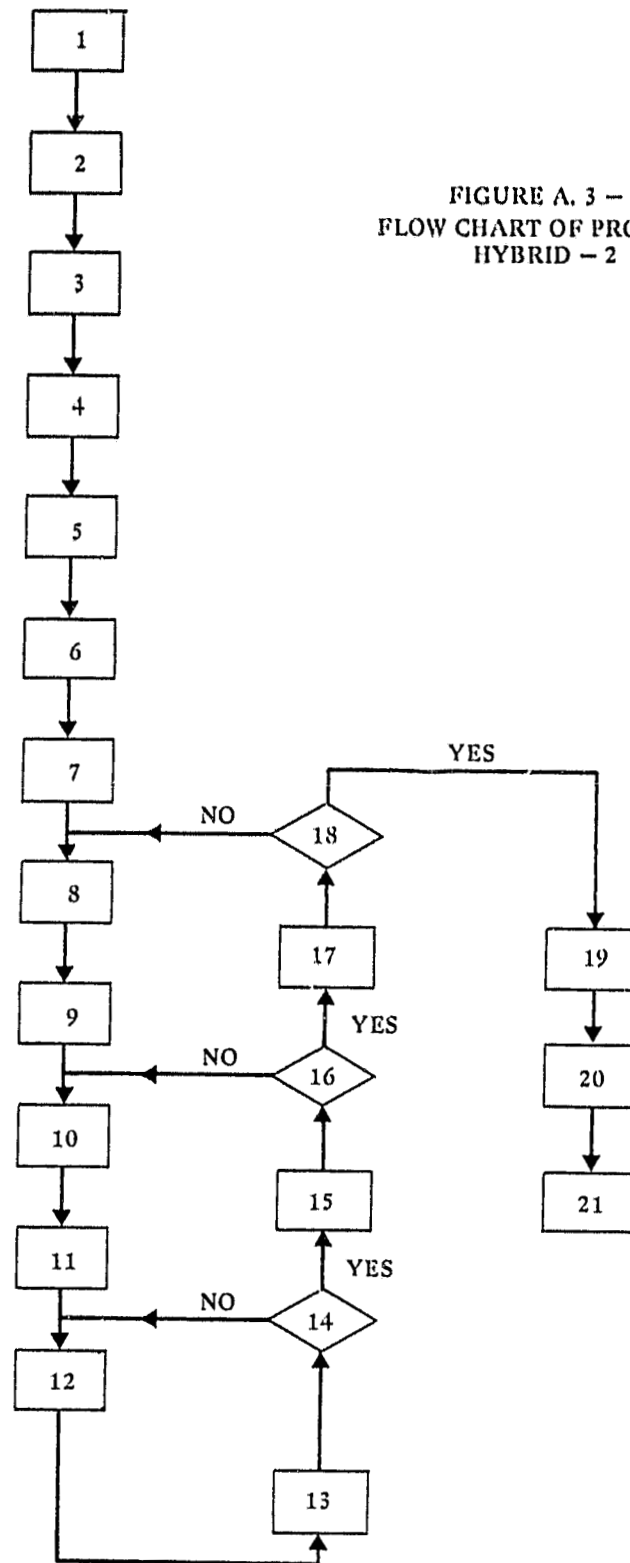 1
2
FIGURE A. 3 –
FLOW CHART OF PRO
HYBRID – 2
3
4
5
6
7
YES
NO
18
8
17
19
9
YES
NO
16
20
10
15
21
11
YES
NO
14
12
13